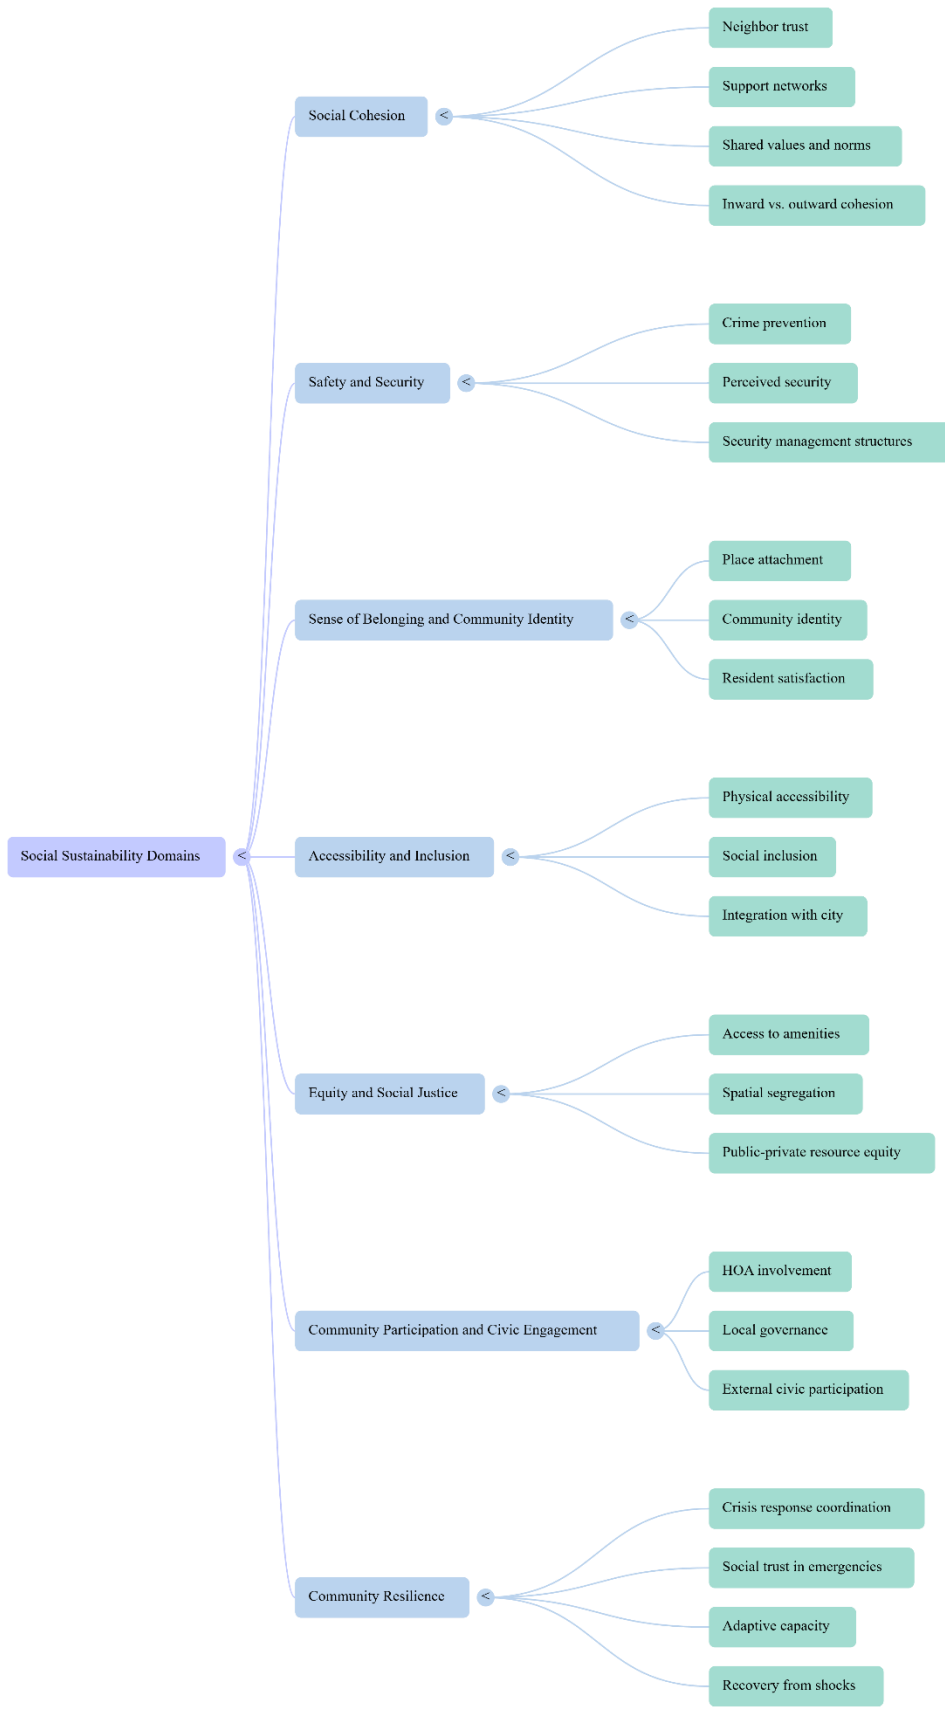 Social Sustainability Domains
<
Social Cohesion
<
Neighbor trust
Support networks
Shared values and norms
Inward vs. outward cohesion
Safety and Security
<
Crime prevention
Perceived security
Security management structures
Sense of Belonging and Community Identity
<
Place attachment
Community identity
Resident satisfaction
Accessibility and Inclusion
<
Physical accessibility
Social inclusion
Integration with city
Equity and Social Justice
<
Access to amenities
Spatial segregation
Public-private resource equity
Community Participation and Civic Engagement
<
HOA involvement
Local governance
External civic participation
Community Resilience
<
Crisis response coordination
Social trust in emergencies
Adaptive capacity
Recovery from shocks